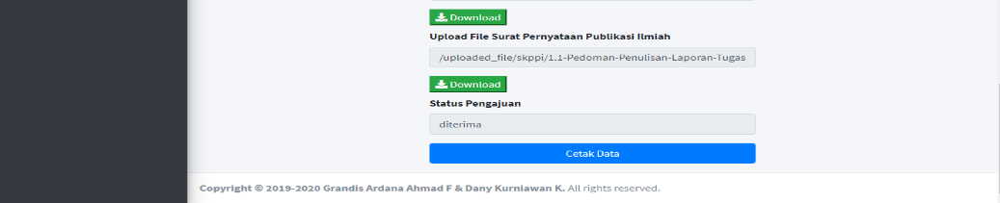 Download
Upload File Surat Pernyataan Publikasi Ilmiah
/uploaded_file/skppi/1.1-Pedoman-Penulisan-Laporan-Tugas
Download
Status Pengajuan
diterima
Cetak Data
Copyright © 2019-2020 Grandis Ardana Ahmad F & Dany Kurniawan K. All rights reserved.